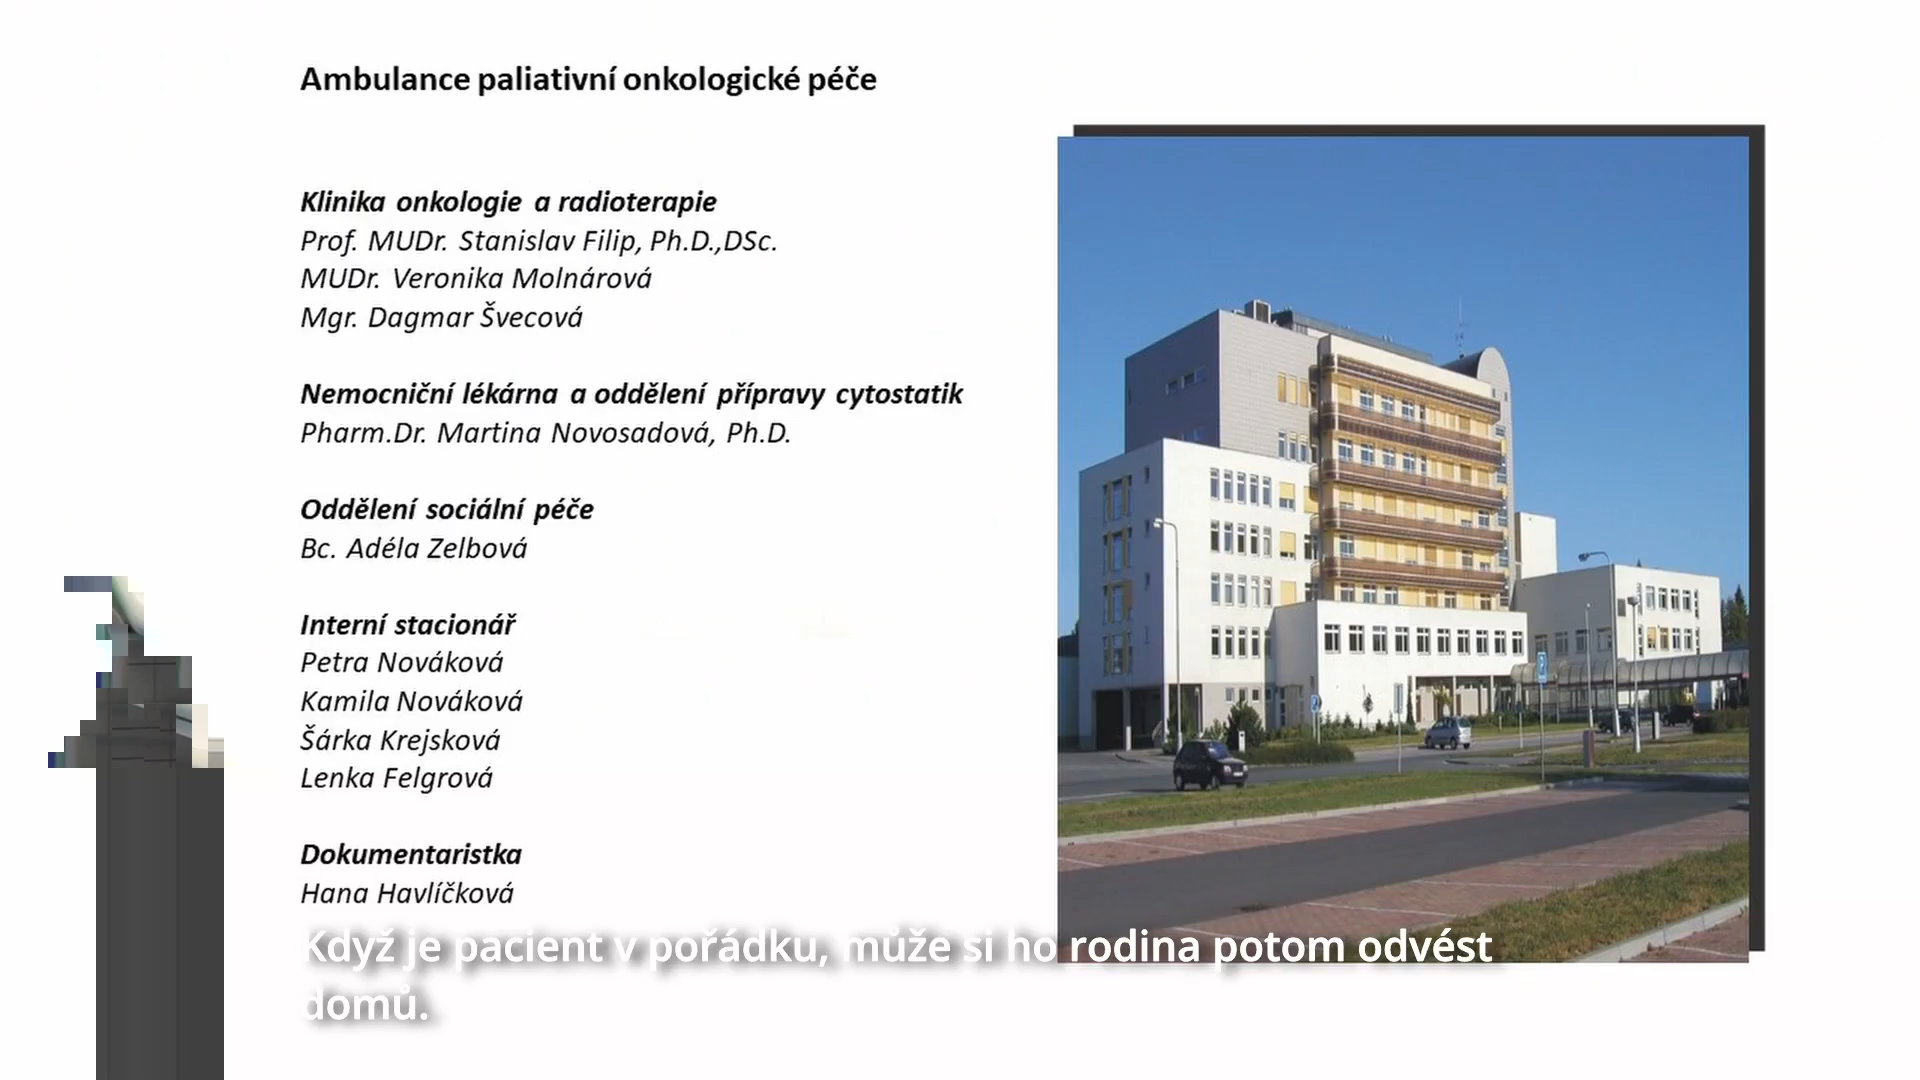 Ambulance paliativní onkologické péče
Klinika onkologie a radioterapie
Prof. MUDr. Stanislav Filip, Ph.D.,DSc.
MUDr. Veronika Molnárová
Mgr. Dagmar Švecová
Nemocniční lékárna a oddělení přípravy cytostatik
Pharm.Dr. Martina Novosadová, Ph.D.
Oddělení sociální péče
Bc. Adéla Zelbová
Interní stacionář
Petra Nováková
Kamila Nováková
Šárka Krejsková
Lenka Felgrová
Dokumentaristka
Hana Havlíčková
Když je pacient v pořádku, může si ho rodina potom odvést
domů.